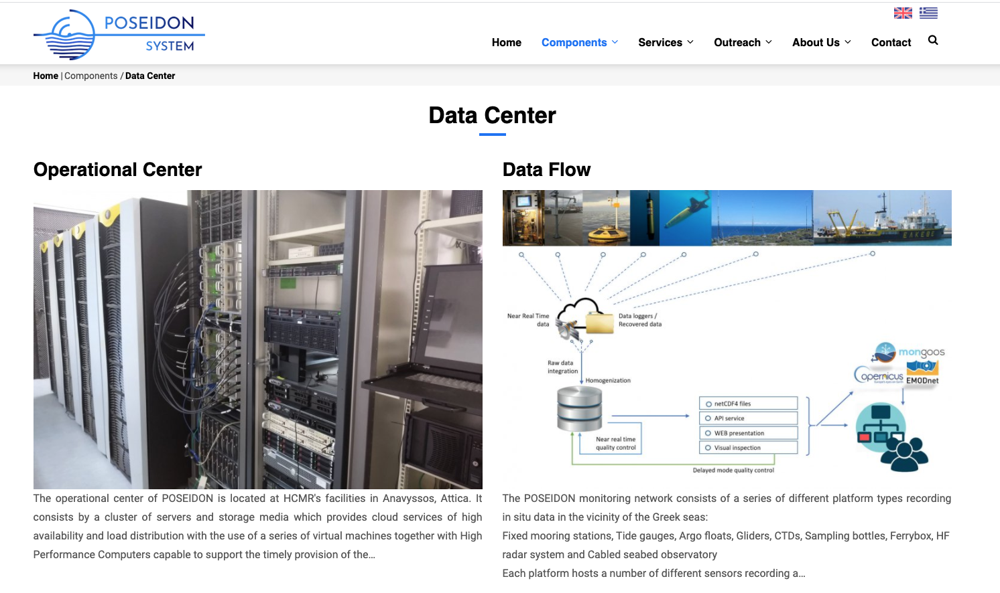 POSEIDON
SYSTEM
Home
Components
Services
Outreach
About Us
Contact
Home | Components / Data Center
Data Center
Operational Center
The operational center of POSEIDON is located at HCMR's facilities in Anavyssos, Attica. It
consists by a cluster of servers and storage media which provides cloud services of high
availability and load distribution with the use of a series of virtual machines together with High
Performance Computers capable to support the timely provision of the...
Data Flow
ΕΛΚΕΘΕ
Near Real Time
data
Data loggers /
Recovered data
Raw data
integration
Homogenization
Near real time
quality control
netCDF4 files
API service
WEB presentation
Visual inspection
Delayed mode quality control
mongoos
Copernicus
Europe's eyes on Earth
EMODnet
The POSEIDON monitoring network consists of a series of different platform types recording
in situ data in the vicinity of the Greek seas:
Fixed mooring stations, Tide gauges, Argo floats, Gliders, CTDs, Sampling bottles, Ferrybox, HF
radar system and Cabled seabed observatory
Each platform hosts a number of different sensors recording a...